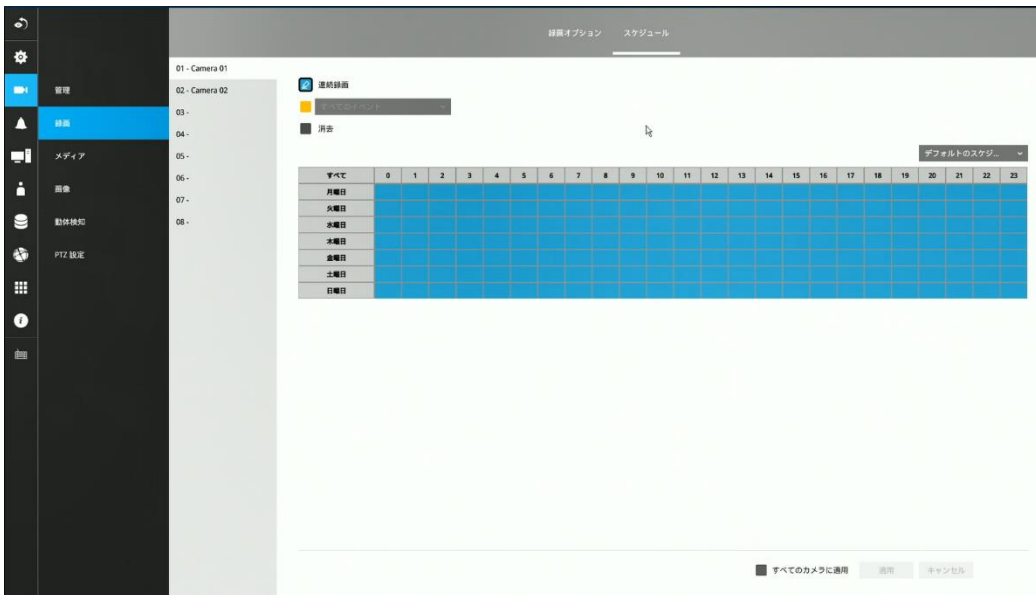 録画オプション スケジュール
管理
録画
メディア
画像
動体検知
PTZ 設定
01 - Camera 01
02 - Camera 02
03 -
04 -
05 -
06 -
07 -
08 -
連続録画
すべてのイベント
消去
デフォルトのスケジ...
すべて 0 1 2 3 4 5 6 7 8 9 10 11 12 13 14 15 16 17 18 19 20 21 22 23
月曜日
火曜日
水曜日
木曜日
金曜日
土曜日
日曜日
すべてのカメラに適用 適用 キャンセル